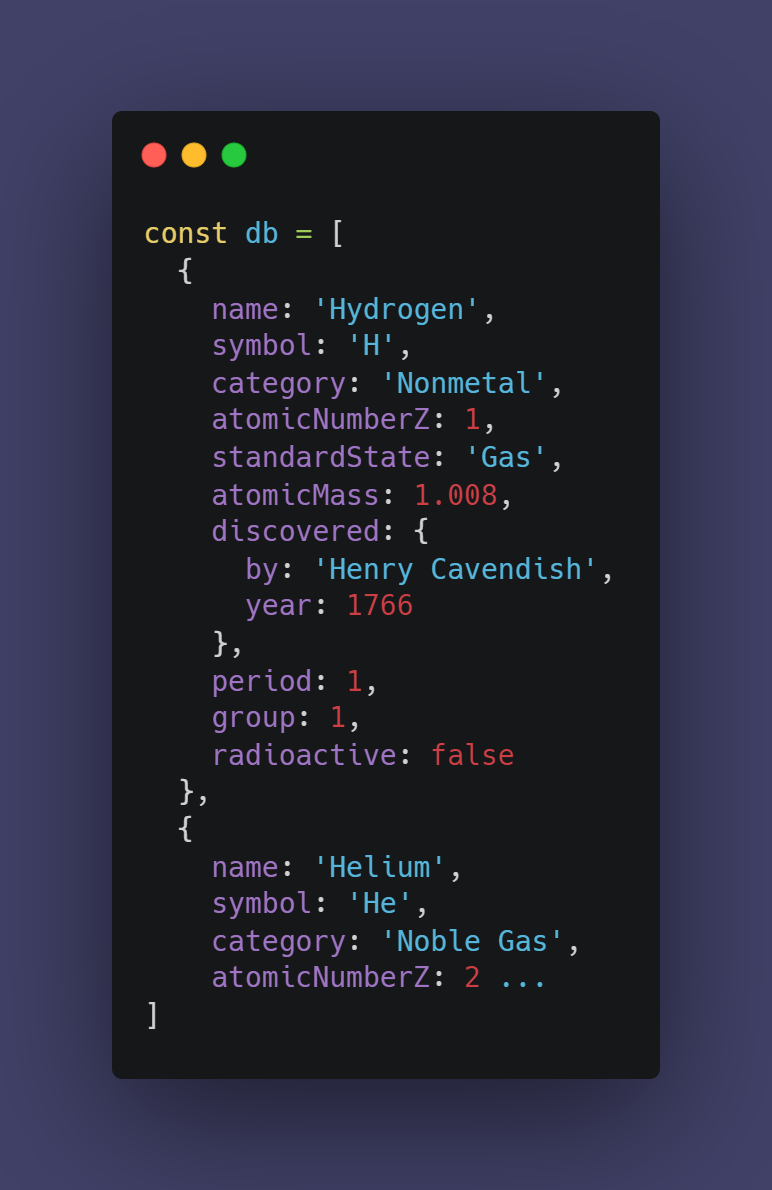 const db = [
  {
    name: 'Hydrogen',
    symbol: 'H',
    category: 'Nonmetal',
    atomicNumberZ: 1,
    standardState: 'Gas',
    atomicMass: 1.008,
    discovered: {
      by: 'Henry Cavendish',
      year: 1766
    },
    period: 1,
    group: 1,
    radioactive: false
  },
  {
    name: 'Helium',
    symbol: 'He',
    category: 'Noble Gas',
    atomicNumberZ: 2 ...
]